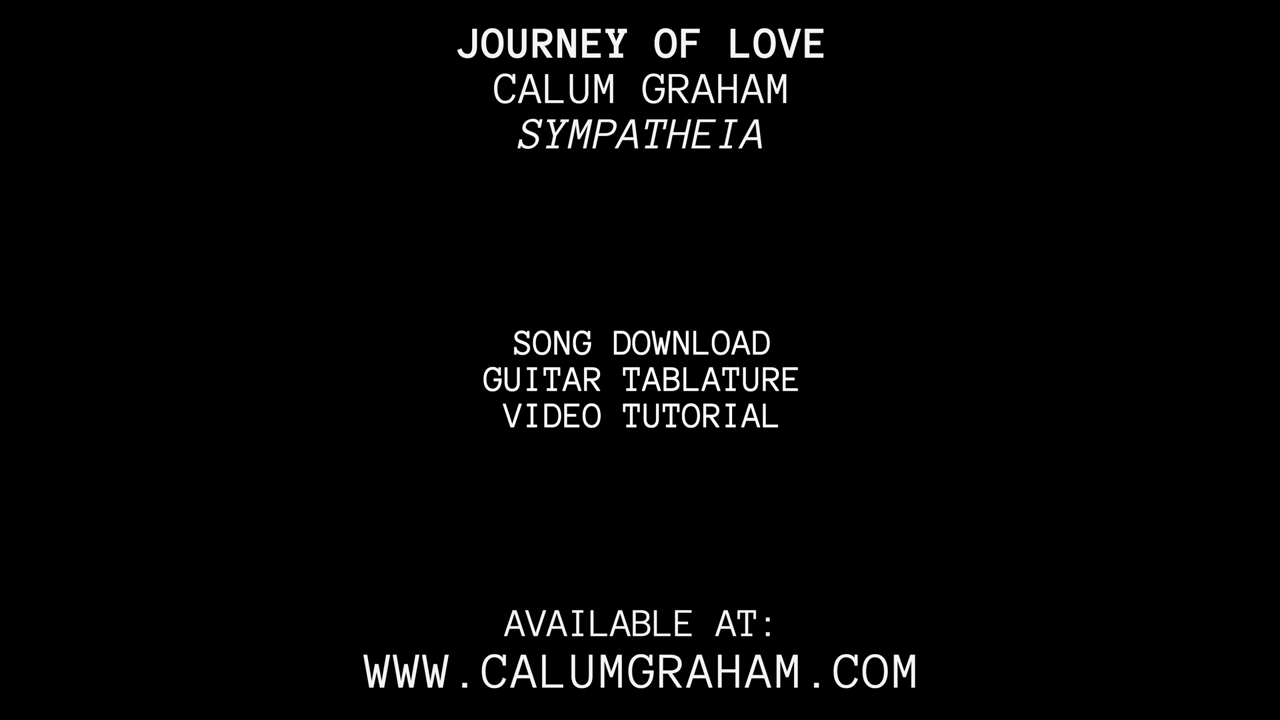 JOURNEY OF LOVE
CALUM GRAHAM
SYMPATHEIA
SONG DOWNLOAD
GUITAR TABLATURE
VIDEO TUTORIAL
AVAILABLE AT:
WWW.CALUMGRAHAM.COM